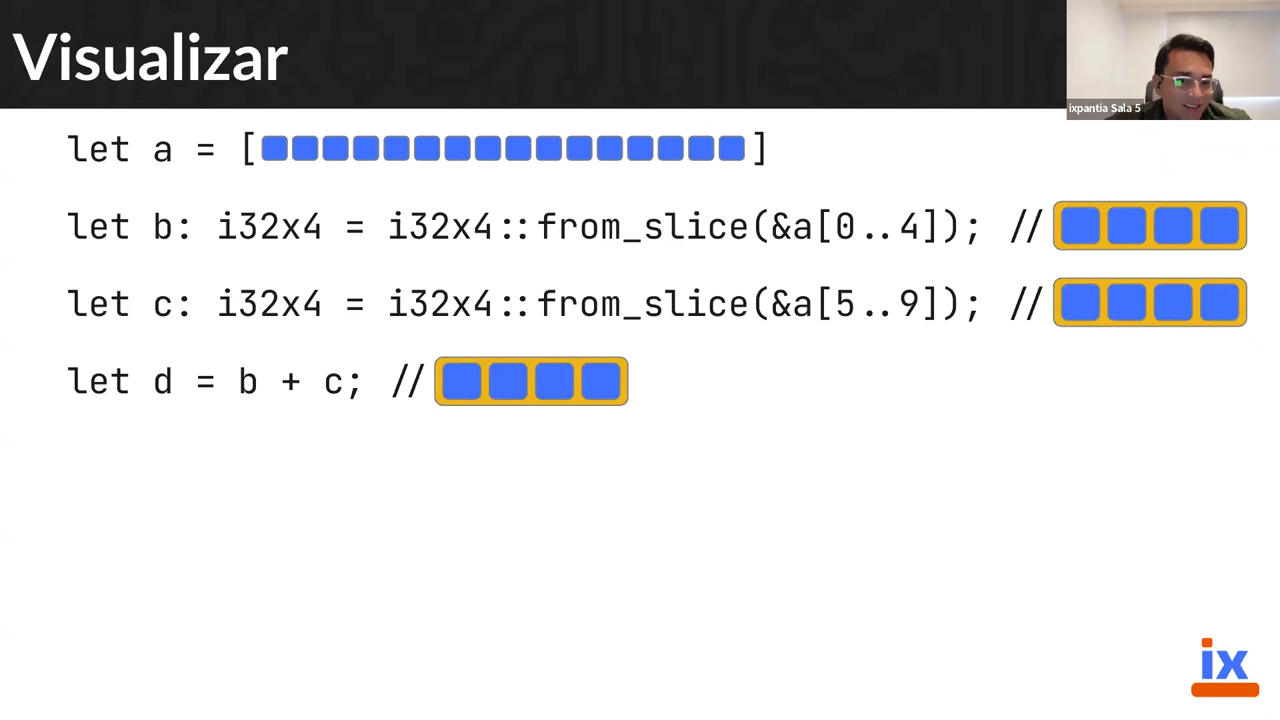 Visualizar
ixpantia Sala 5
let a = [ ]
let b: i32x4 = i32x4::from_slice(&a[0..4]); //
let c: i32x4 = i32x4::from_slice(&a[5..9]); //
let d = b + c; //
ix